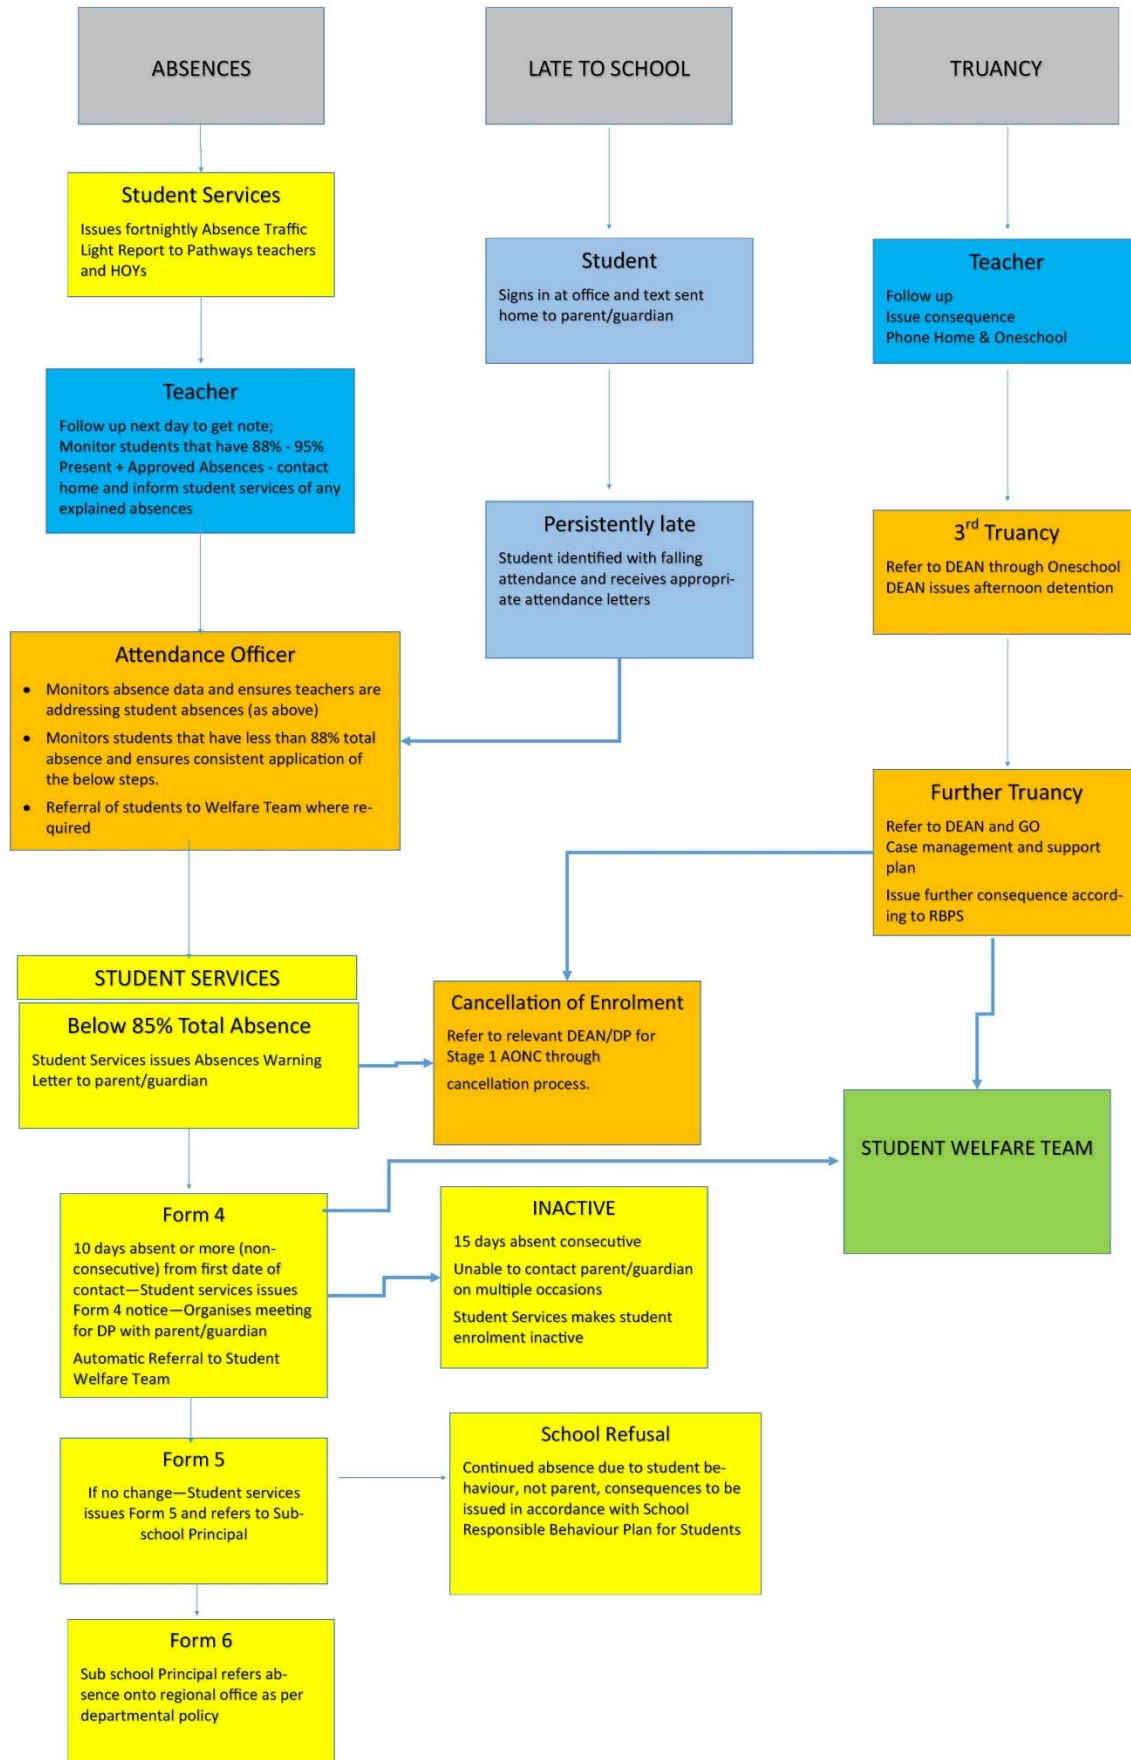 ABSENCES
LATE TO SCHOOL
TRUANCY
Student Services
Issues fortnightly Absence Traffic
Light Report to Pathways teachers
and HOYs
Student
Signs in at office and text sent
home to parent/guardian
Teacher
Follow up
Issue consequence
Phone Home & Oneschool
Teacher
Follow up next day to get note;
Monitor students that have 88% - 95%
Present + Approved Absences - contact
home and inform student services of any
explained absences
Persistently late
Student identified with falling
attendance and receives appropri-
ate attendance letters
3rd Truancy
Refer to DEAN through Oneschool
DEAN issues afternoon detention
Attendance Officer
• Monitors absence data and ensures teachers are
addressing student absences (as above)
• Monitors students that have less than 88% total
absence and ensures consistent application of
the below steps.
• Referral of students to Welfare Team where re-
quired
Further Truancy
Refer to DEAN and GO
Case management and support
plan
Issue further consequence accord-
ing to RBPS
STUDENT SERVICES
Below 85% Total Absence
Student Services issues Absences Warning
Letter to parent/guardian
Cancellation of Enrolment
Refer to relevant DEAN/DP for
Stage 1 AONC through
cancellation process.
STUDENT WELFARE TEAM
Form 4
10 days absent or more (non-
consecutive) from first date of
contact—Student services issues
Form 4 notice—Organises meeting
for DP with parent/guardian
Automatic Referral to Student
Welfare Team
INACTIVE
15 days absent consecutive
Unable to contact parent/guardian
on multiple occasions
Student Services makes student
enrolment inactive
Form 5
If no change—Student services
issues Form 5 and refers to Sub-
school Principal
School Refusal
Continued absence due to student be-
haviour, not parent, consequences to be
issued in accordance with School
Responsible Behaviour Plan for Students
Form 6
Sub school Principal refers ab-
sence onto regional office as per
departmental policy